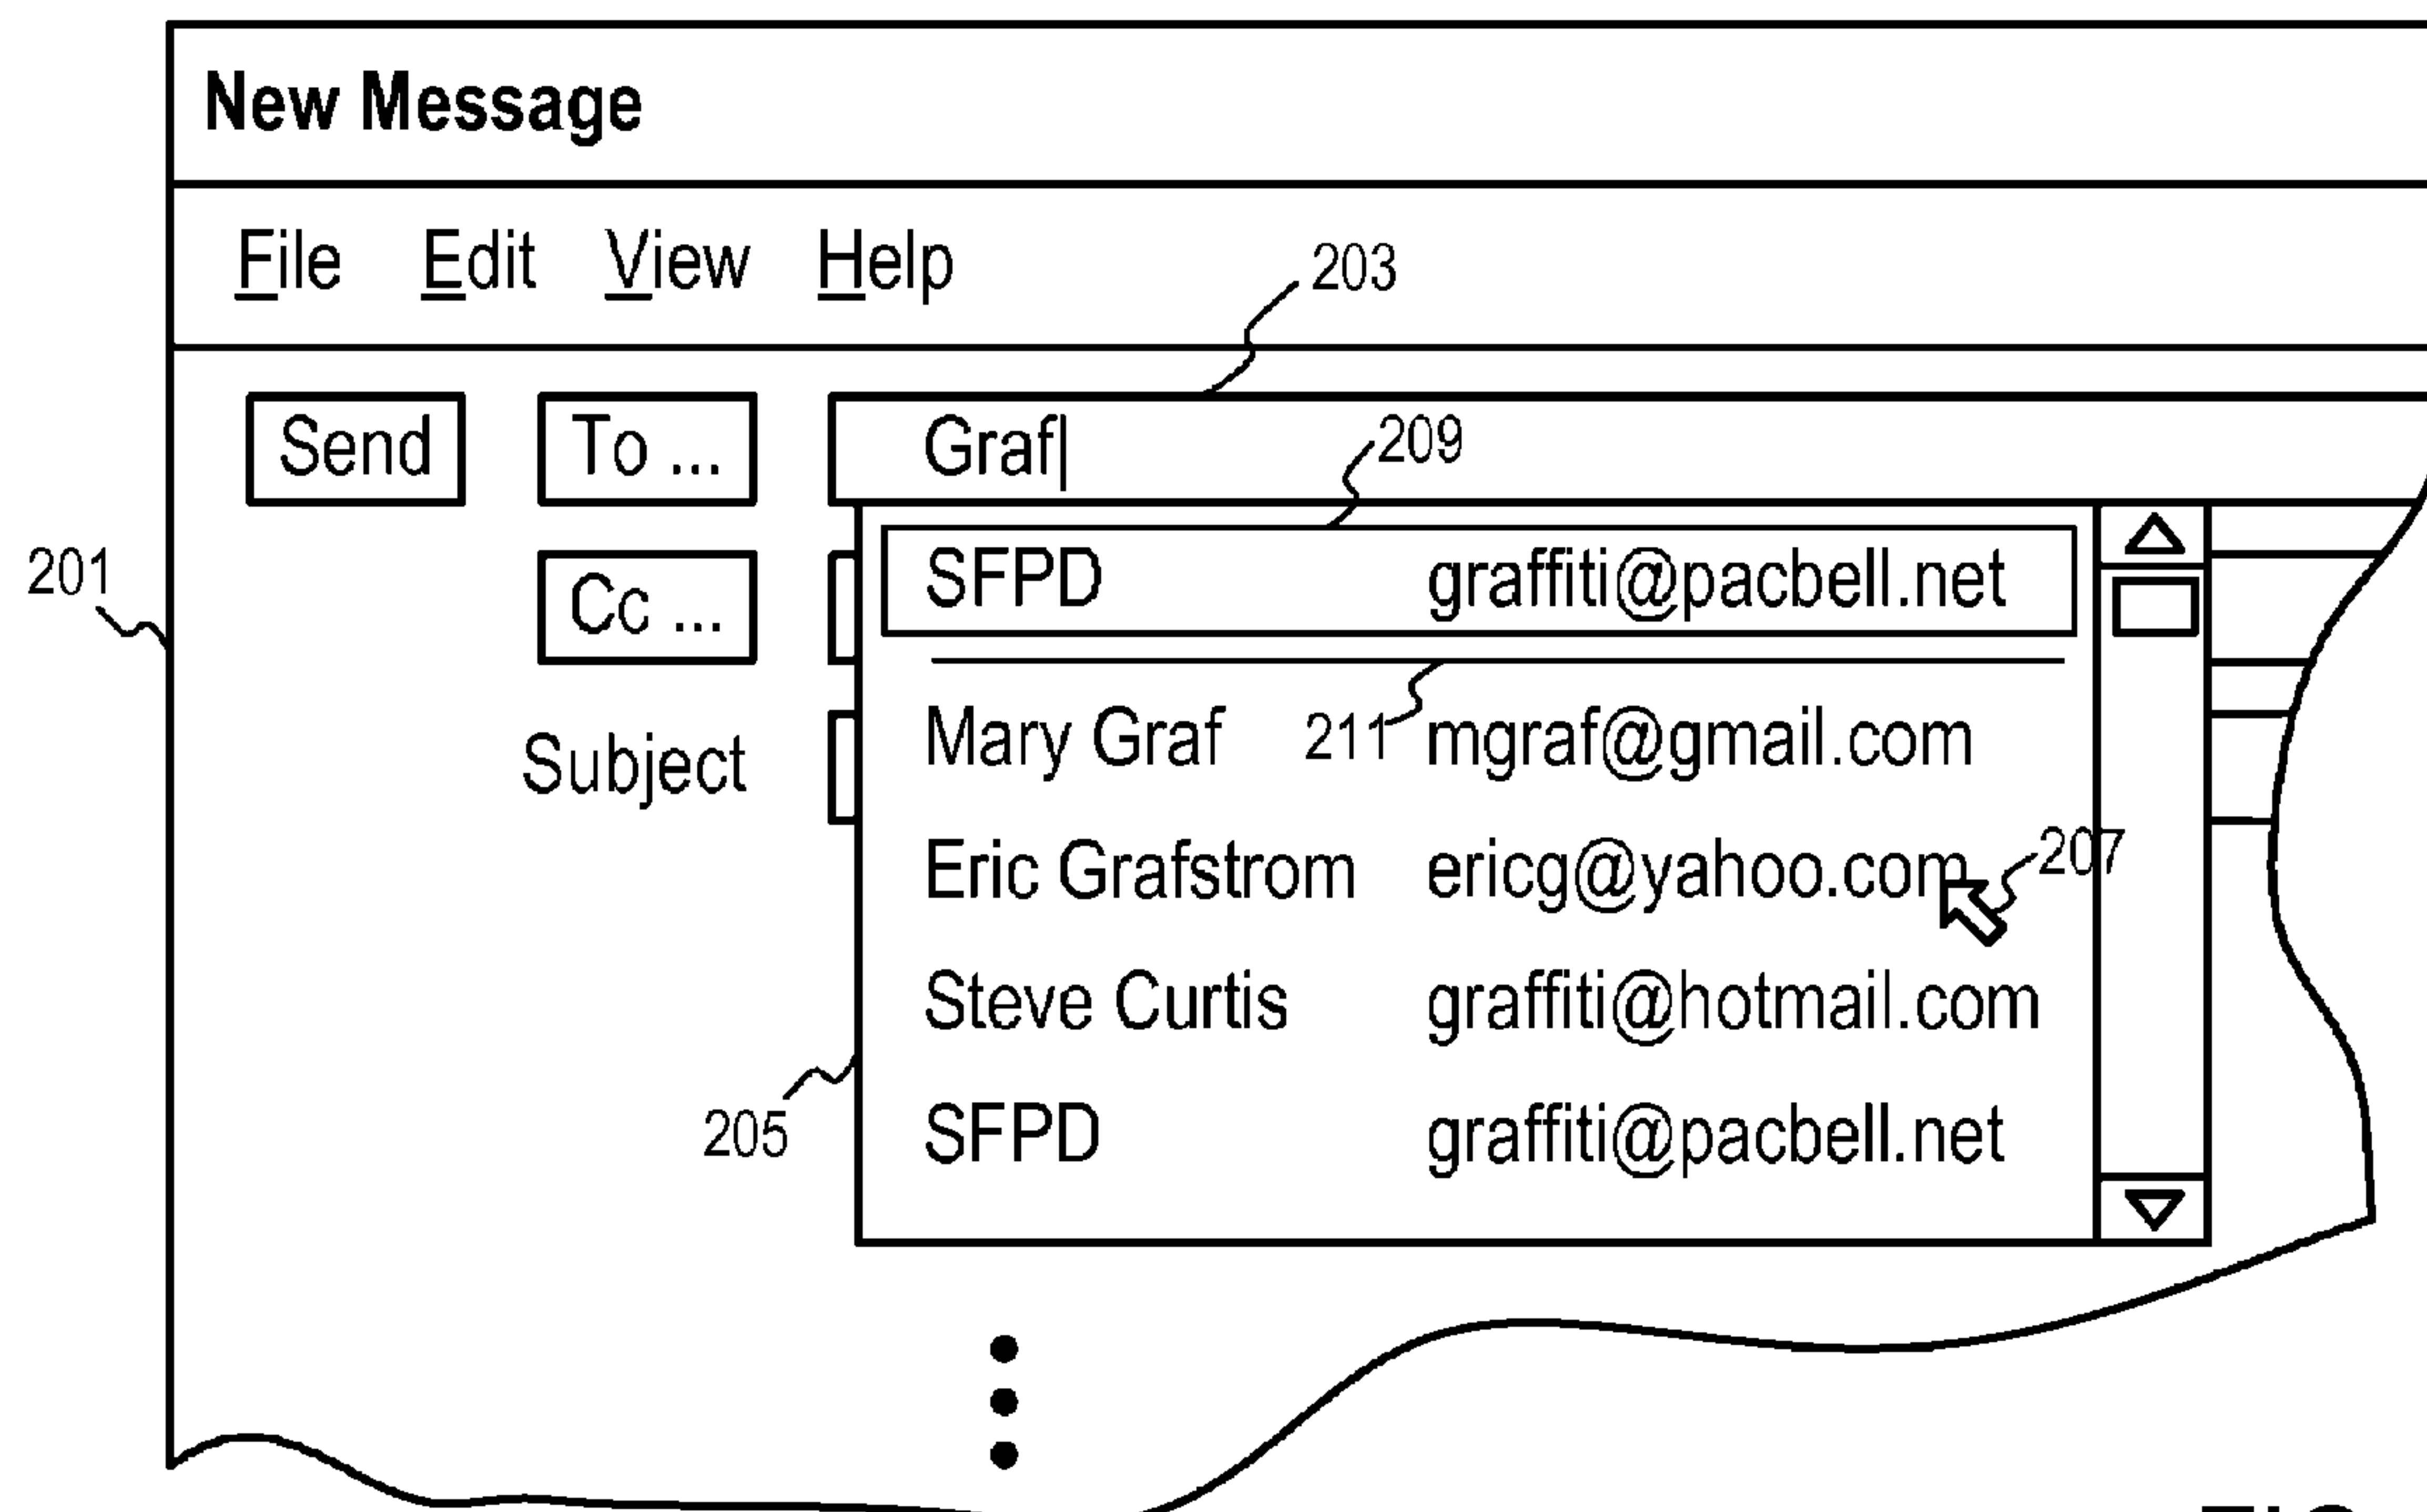 New Message
File Edit View Help
203
Send To ... Graf
209
201
SFPD graffiti@pacbell.net
Cc ...
211
Mary Graf mgraf@gmail.com
Subject
207
Eric Grafstrom ericg@yahoo.com
Steve Curtis graffiti@hotmail.com
205
SFPD graffiti@pacbell.net